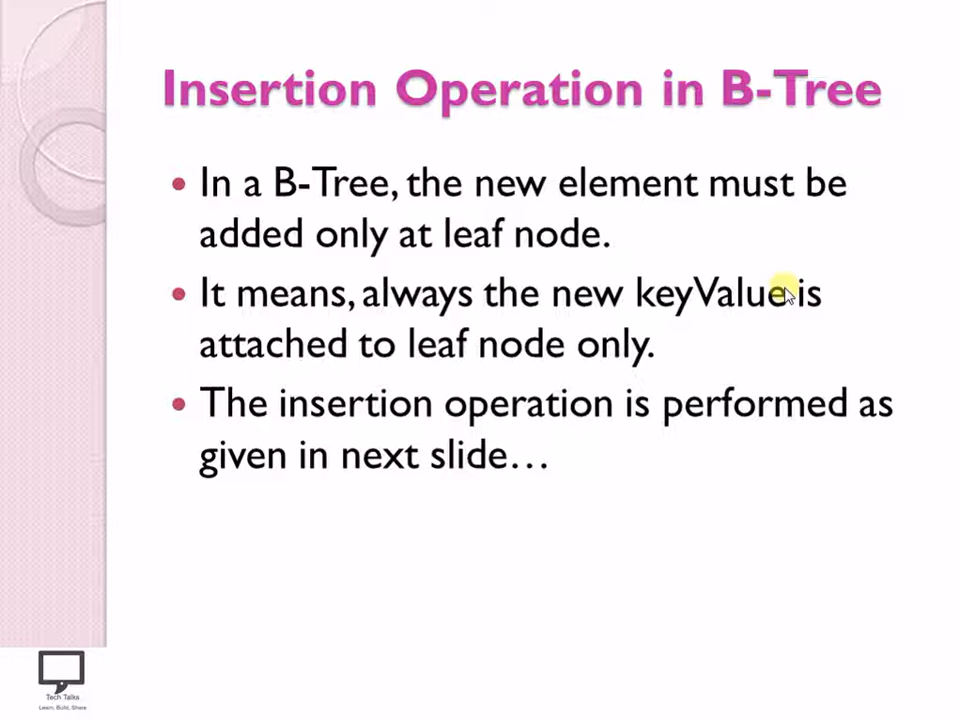 Insertion Operation in B-Tree
• In a B-Tree, the new element must be
added only at leaf node.
• It means, always the new keyValue is
attached to leaf node only.
• The insertion operation is performed as
given in next slide…
Tech Talks
Learn, Build, Share